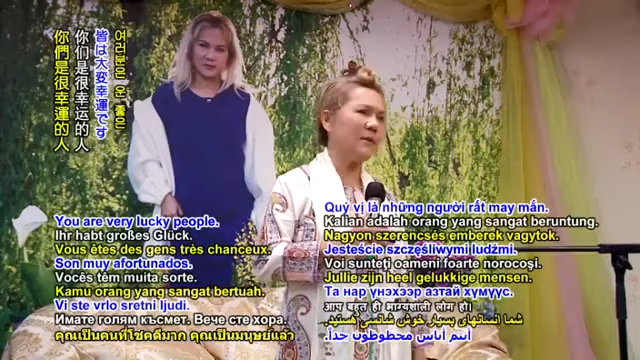 你們是很幸運的人
你们是很幸运的人
皆は大変幸運です
여러분은 운 좋은
You are very lucky people.
Ihr habt großes Glück.
Vous êtes des gens très chanceux.
Son muy afortunados.
Vocês têm muita sorte.
Kamu orang yang sangat bertuah.
Vi ste vrlo sretni ljudi.
Имате голям късмет. Вече сте хора.
คุณเป็นคนที่โชคดีมาก คุณเป็นมนุษย์แล้ว
Quý vị là những người rất may mắn.
Kalian adalah orang yang sangat beruntung.
Nagyon szerencsés emberek vagytok.
Jesteście szczęśliwymi ludźmi.
Voi sunteți oameni foarte norocoși.
Jullie zijn heel gelukkige mensen.
Та нар үнэхээр азтай хүмүүс.
आप बहुत ही भाग्यशाली लोग हो।
شما انسانهای بسیار خوش شانسی هستید.
أنتم أناس محظوظون جداً.